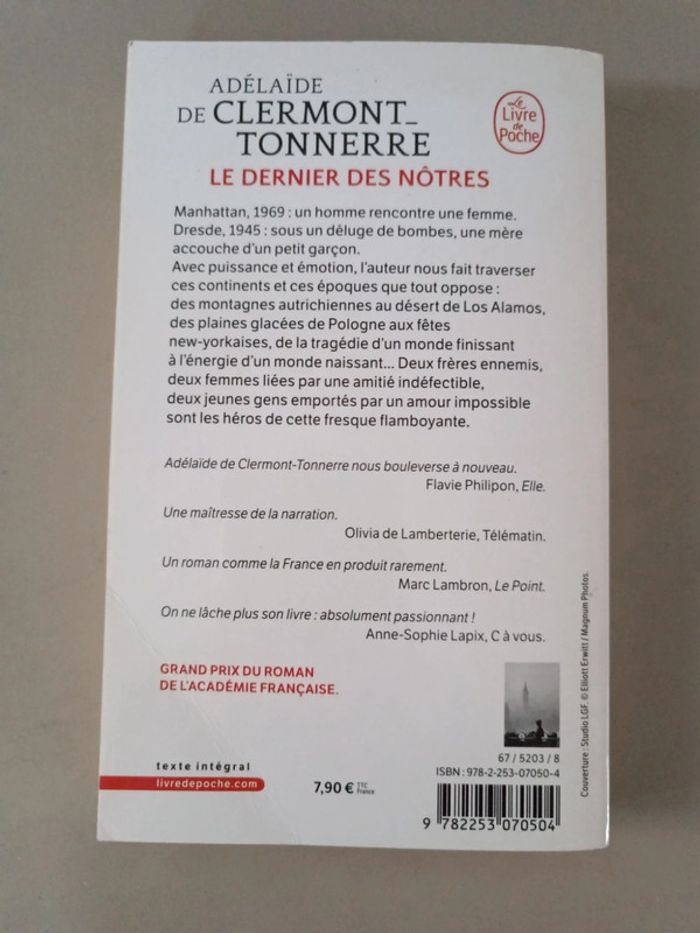 ADÉLAÏDE
DE CLERMONT_
TONNERRE
Le
Livre
de
Poche
LE DERNIER DES NÔTRES
Manhattan, 1969 : un homme rencontre une femme.
Dresde, 1945 : sous un déluge de bombes, une mère
accouche d'un petit garçon.
Avec puissance et émotion, l'auteur nous fait traverser
ces continents et ces époques que tout oppose :
des montagnes autrichiennes au désert de Los Alamos,
des plaines glacées de Pologne aux fêtes
new-yorkaises, de la tragédie d'un monde finissant
à l'énergie d'un monde naissant... Deux frères ennemis,
deux femmes liées par une amitié indéfectible,
deux jeunes gens emportés par un amour impossible
sont les héros de cette fresque flamboyante.
Adélaïde de Clermont-Tonnerre nous bouleverse à nouveau.
Flavie Philipon, Elle.
Une maîtresse de la narration.
Olivia de Lamberterie, Télématin.
Un roman comme la France en produit rarement.
Marc Lambron, Le Point.
On ne lâche plus son livre : absolument passionnant !
Anne-Sophie Lapix, C à vous.
GRAND PRIX DU ROMAN
DE L'ACADÉMIE FRANÇAISE.
Couverture : Studio LGF. © Elliott Erwitt / Magnum Photos.
texte intégral
livredepoche.com
7,90 € TTC
France
67 / 5203 / 8
ISBN : 978-2-253-07050-4
9 782253 070504